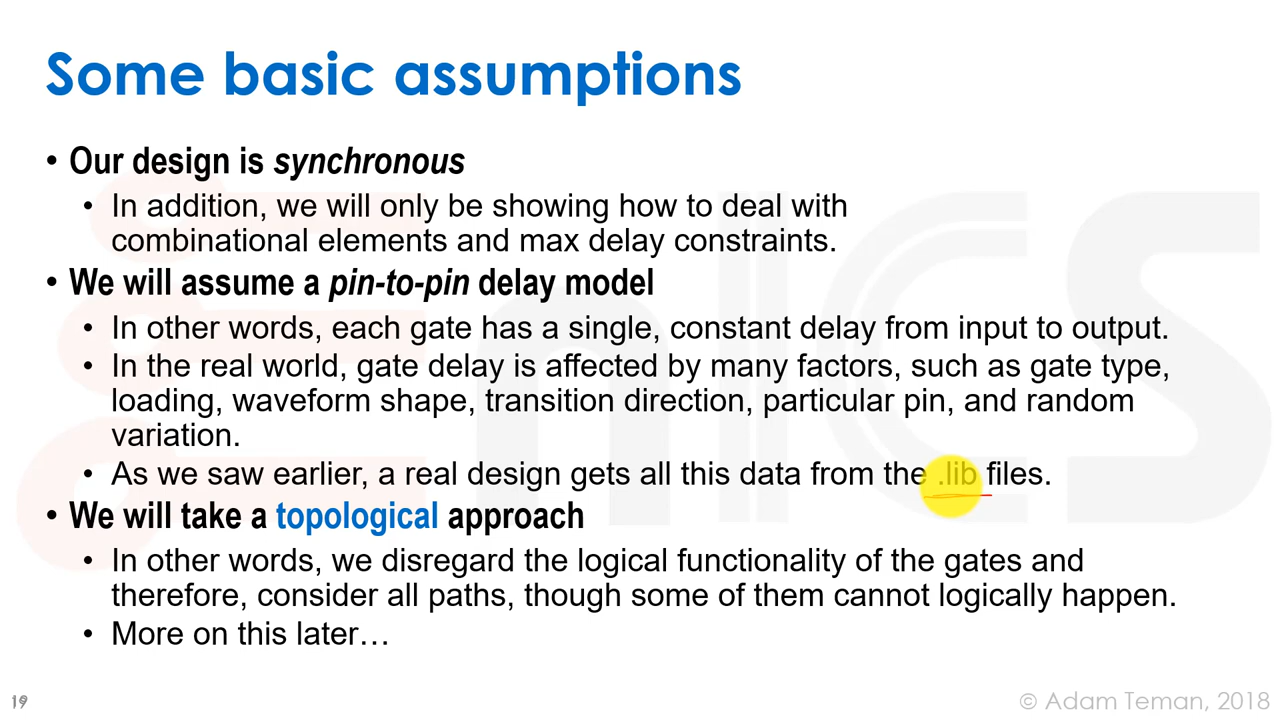 Some basic assumptions
• Our design is synchronous
• In addition, we will only be showing how to deal with
combinational elements and max delay constraints.
• We will assume a pin-to-pin delay model
• In other words, each gate has a single, constant delay from input to output.
• In the real world, gate delay is affected by many factors, such as gate type,
loading, waveform shape, transition direction, particular pin, and random
variation.
• As we saw earlier, a real design gets all this data from the .lib files.
• We will take a topological approach
• In other words, we disregard the logical functionality of the gates and
therefore, consider all paths, though some of them cannot logically happen.
• More on this later…
© Adam Teman, 2018